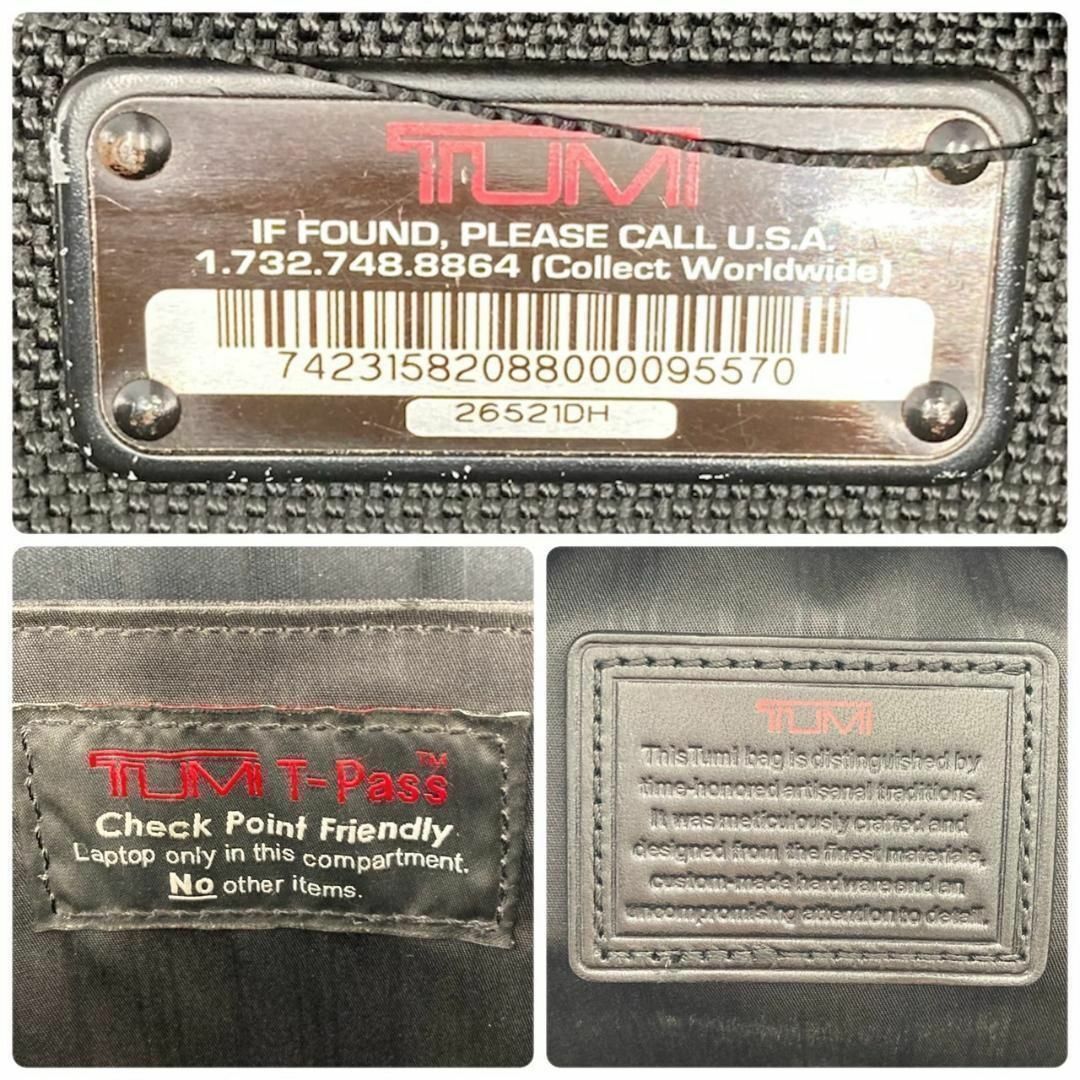 TUMI
IF FOUND, PLEASE CALL U.S.A.
1.732.748.8864 (Collect Worldwide)
74231582088000095570
26521DH
TUMI T-Pass™
Check Point Friendly
Laptop only in this compartment.
No other items.
TUMI
This Tumi bag is distinguished by
time-honored artisanal traditions.
It was meticulously crafted and
designed from the finest materials,
custom-made hardware and an
uncompromising attention to detail.